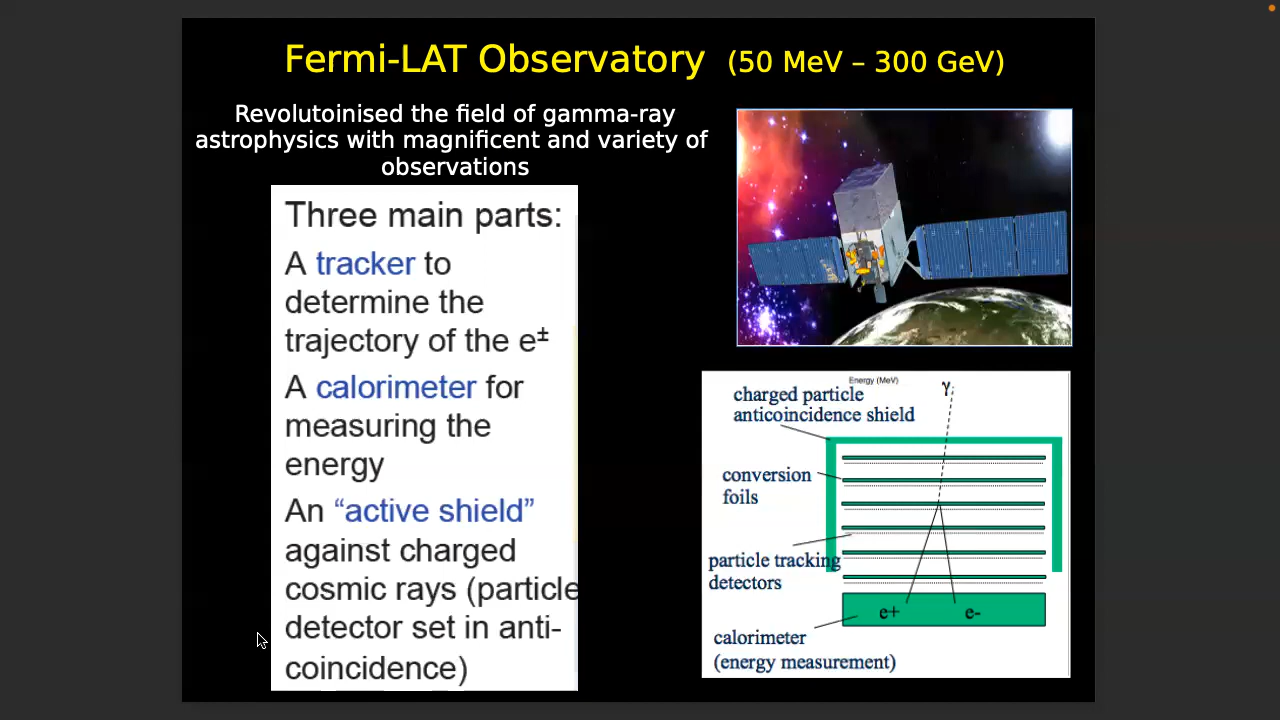 Fermi-LAT Observatory (50 MeV – 300 GeV)
Revolutoinised the field of gamma-ray
astrophysics with magnificent and variety of
observations
Three main parts:
A tracker to
determine the
trajectory of the e±
A calorimeter for
measuring the
energy
An “active shield”
against charged
cosmic rays (particle
detector set in anti-
coincidence)
Energy (MeV)
γ
charged particle
anticoincidence shield
conversion
foils
particle tracking
detectors
e+ e-
calorimeter
(energy measurement)